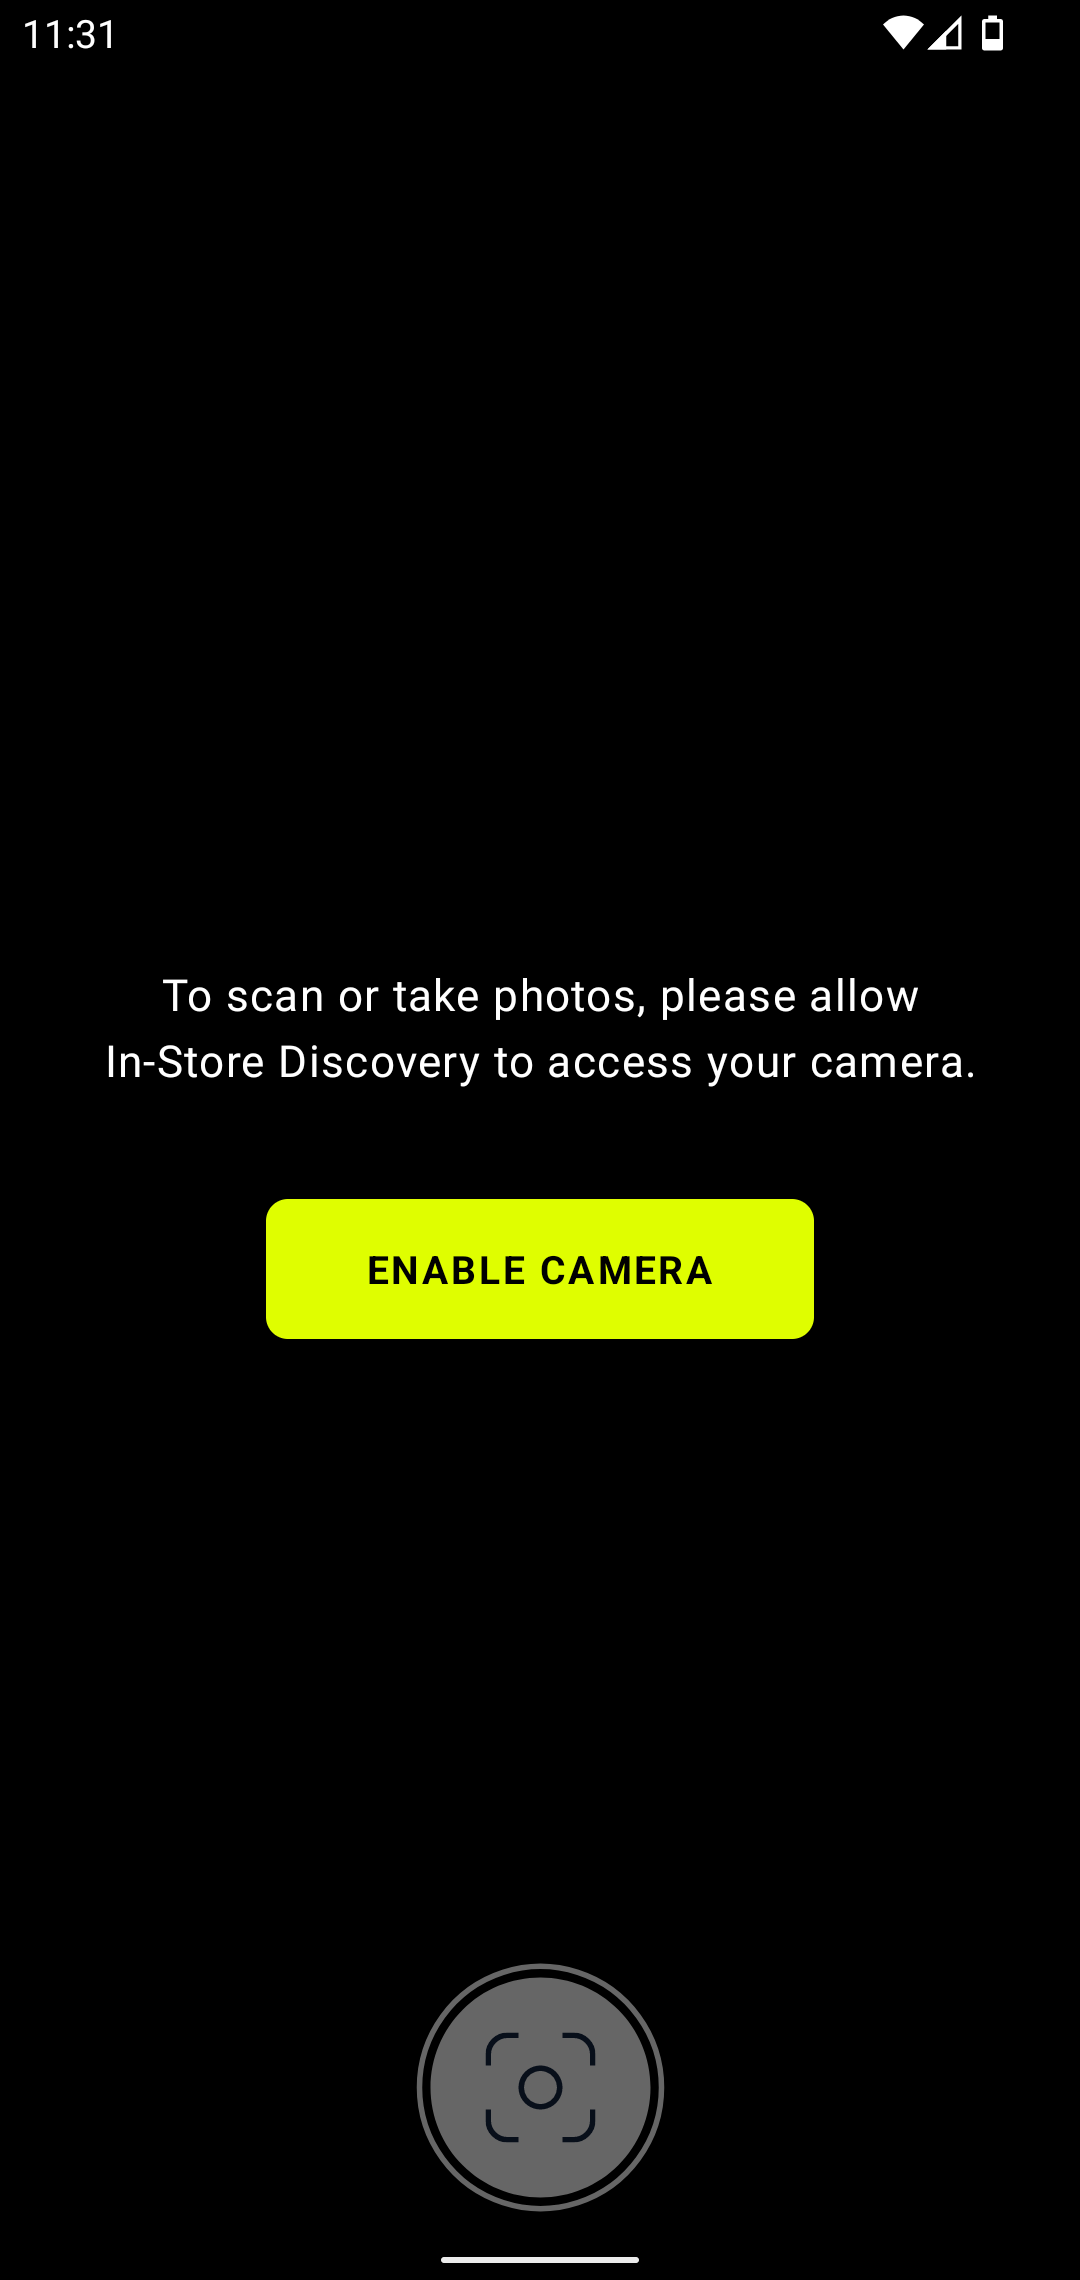 11:31
To scan or take photos, please allow
In-Store Discovery to access your camera.
ENABLE CAMERA